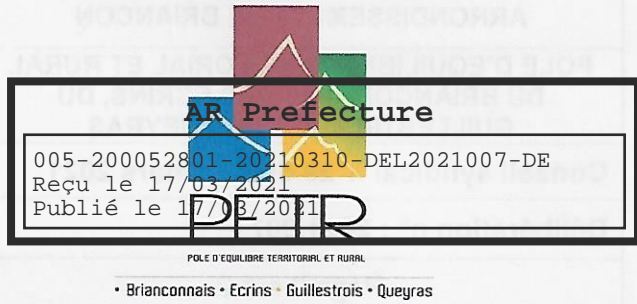 AR Prefecture
005-200052801-20210310-DEL2021007-DE
Reçu le 17/03/2021
Publié le 17/03/2021
PETR
POLE D'EQUILIBRE TERRITORIAL ET RURAL
• Brianconnais • Ecrins • Guillestrois • Queyras